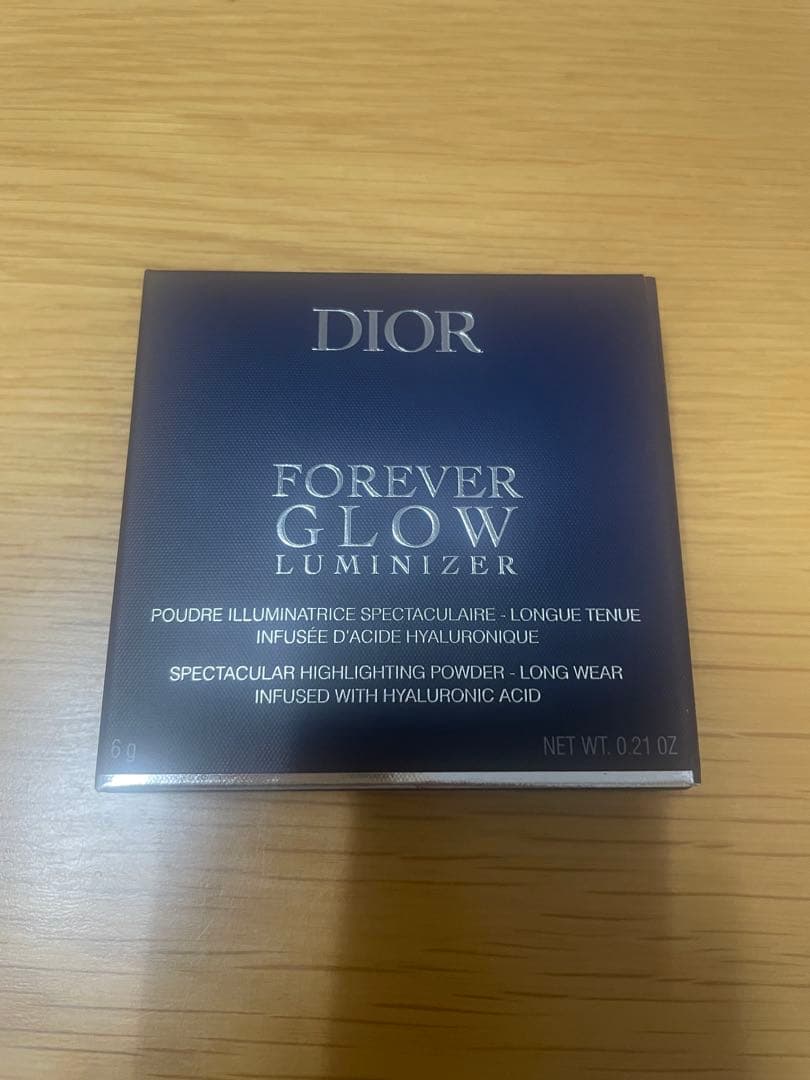 DIOR
FOREVER
GLOW
LUMINIZER
POUDRE ILLUMINATRICE SPECTACULAIRE - LONGUE TENUE
INFUSÉE D'ACIDE HYALURONIQUE
SPECTACULAR HIGHLIGHTING POWDER - LONG WEAR
INFUSED WITH HYALURONIC ACID
6 g
NET WT. 0.21 OZ